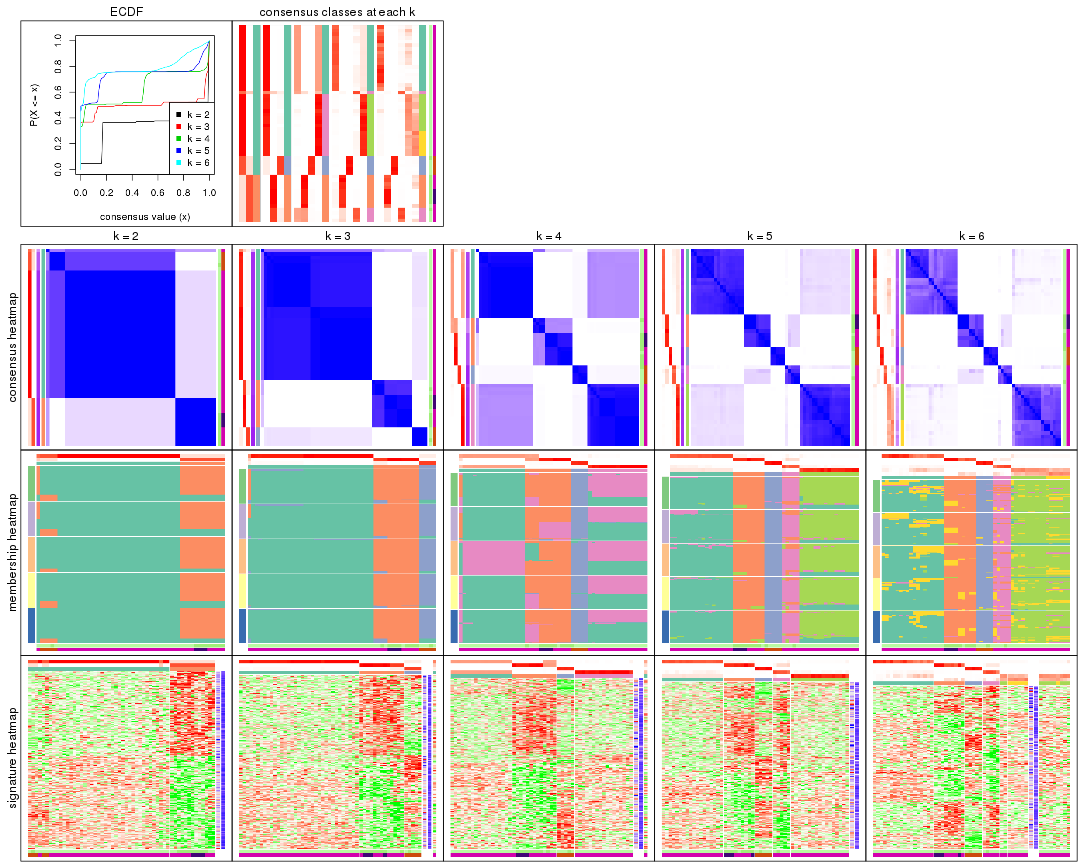 ECDF
consensus classes at each k
P(X <= x)
1.0
0.8
0.6
0.4
0.2
0.0
k = 2
k = 3
k = 4
k = 5
k = 6
0.0 0.2 0.4 0.6 0.8 1.0
consensus value (x)
k = 2 k = 3 k = 4 k = 5 k = 6
consensus heatmap
membership heatmap
signature heatmap